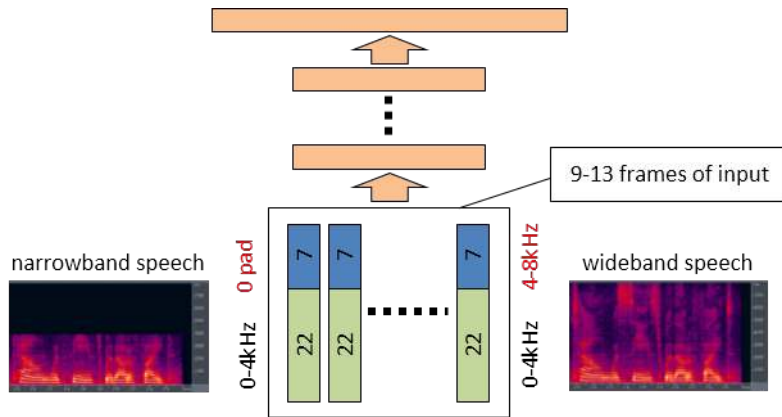 9-13 frames of input
narrowband speech
0 pad
0-4kHz
7
7
7
22
22
22
4-8kHz
0-4kHz
wideband speech